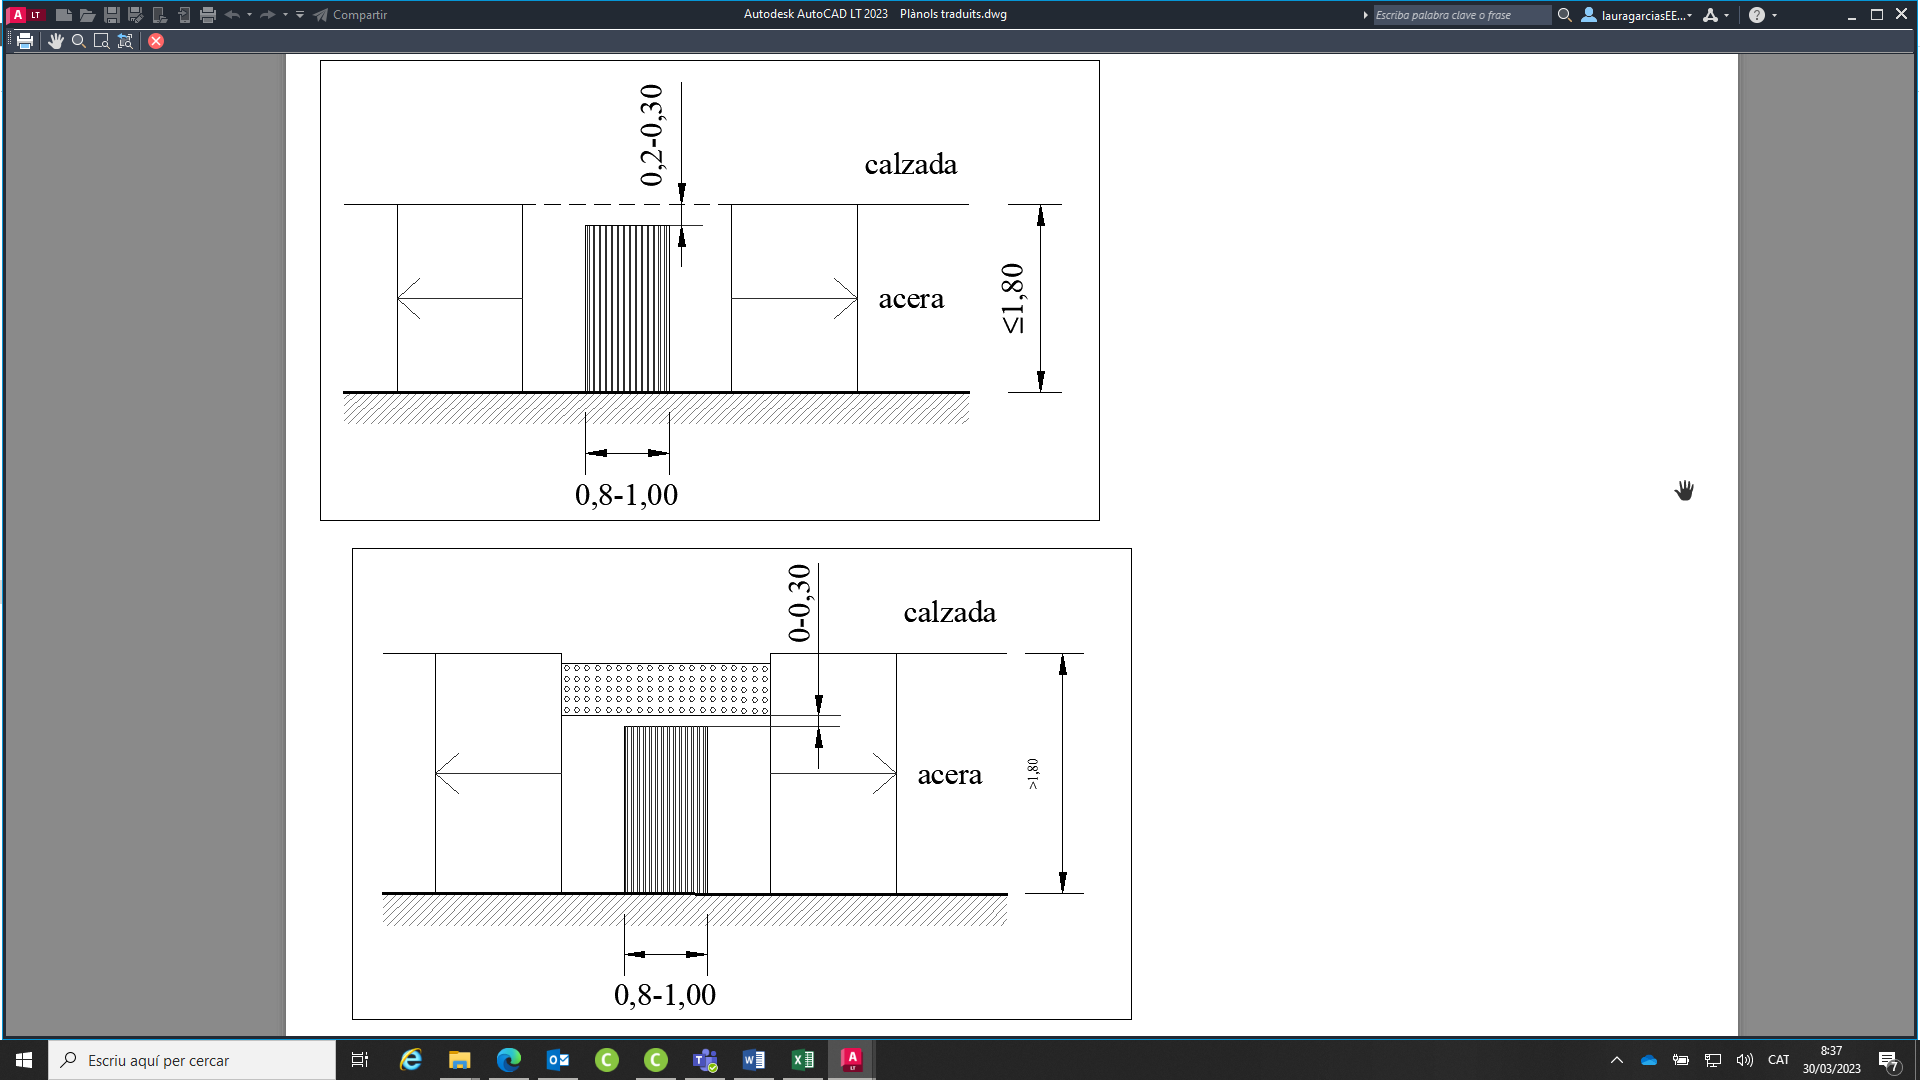 A LT
Compartir
Autodesk AutoCAD LT 2023 Plànols traduits.dwg
Escriba palabra clave o frase
lauragarciasEE...
0,2-0,30
calzada
acera
≤1,80
0,8-1,00
0-0,30
calzada
acera
>1,80
0,8-1,00
Escriu aquí per cercar
CAT
8:37
30/03/2023
7